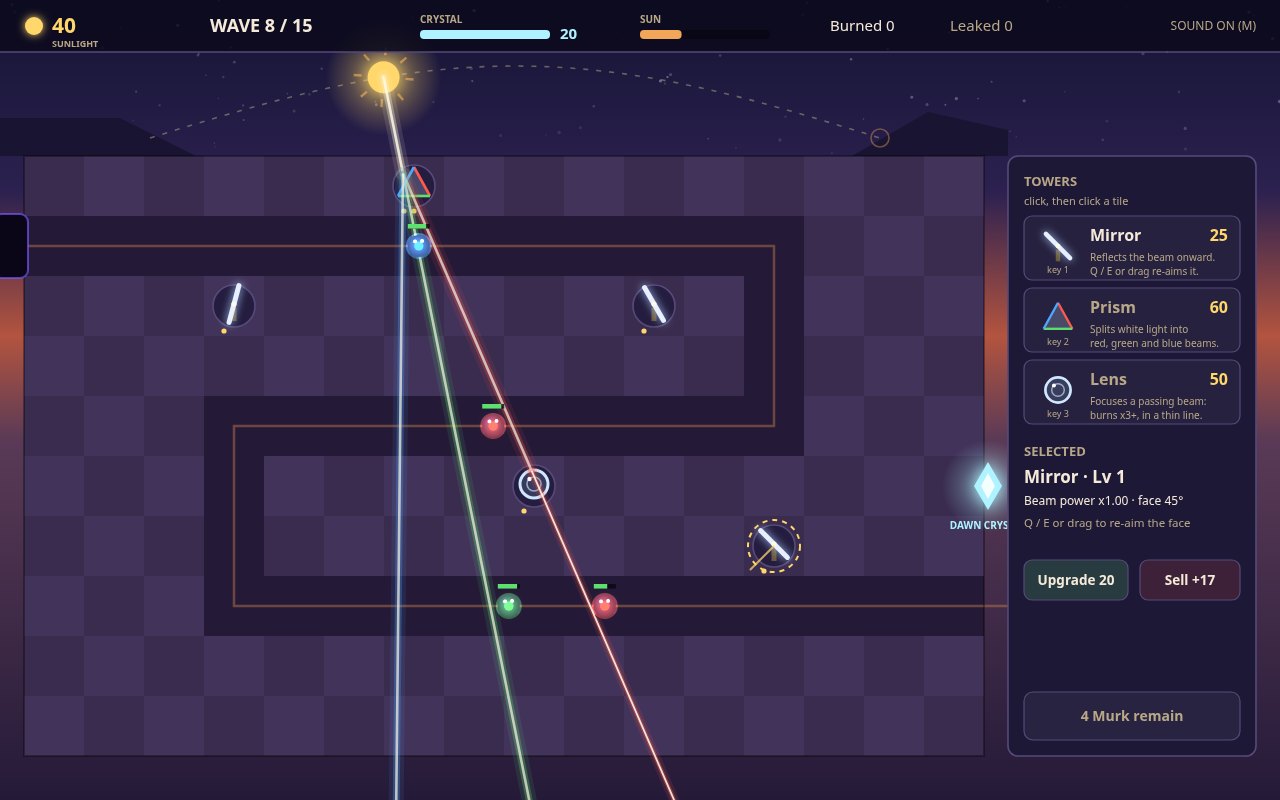 40
SUNLIGHT
WAVE 8 / 15
CRYSTAL
20
SUN
Burned 0
Leaked 0
SOUND ON (M)
TOWERS
click, then click a tile
Mirror 25
Reflects the beam onward.
Q / E or drag re-aims it.
key 1
Prism 60
Splits white light into
red, green and blue beams.
key 2
Lens 50
Focuses a passing beam:
burns x3+, in a thin line.
key 3
SELECTED
Mirror · Lv 1
Beam power x1.00 · face 45°
Q / E or drag to re-aim the face
Upgrade 20
Sell +17
4 Murk remain
DAWN CRYS